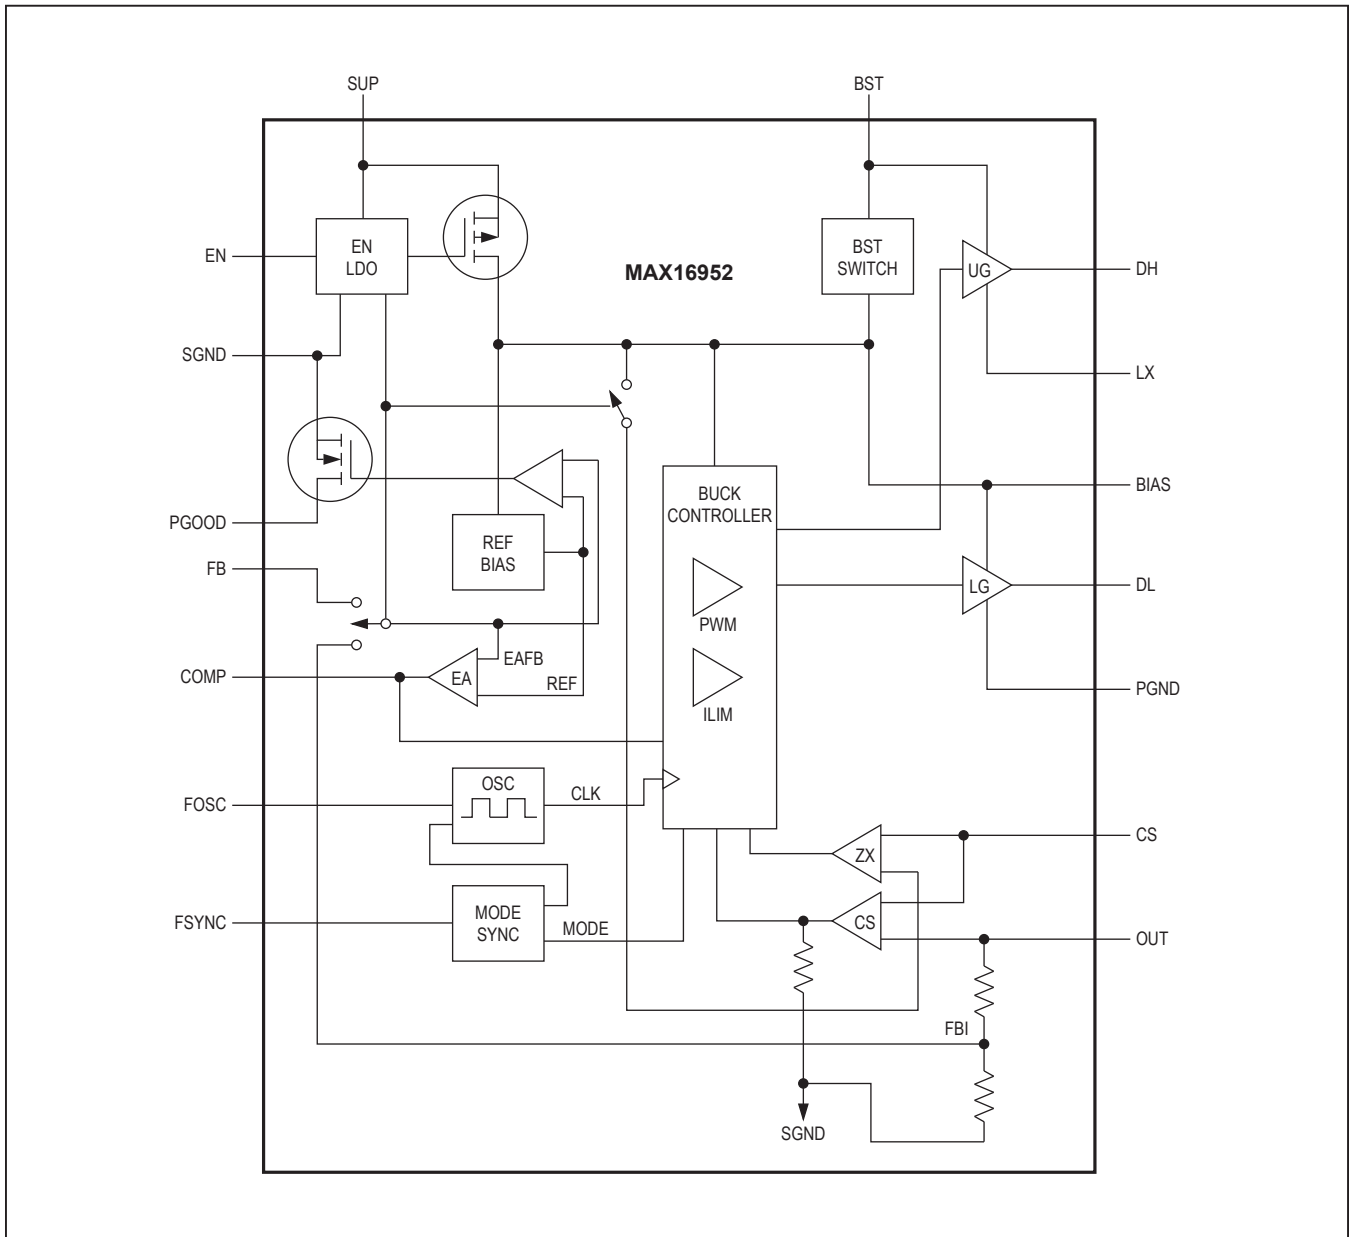 SUP
BST
EN
EN
LDO
BST
SWITCH
MAX16952
UG
DH
SGND
LX
PGOOD
BUCK
CONTROLLER
BIAS
REF
BIAS
FB
PWM
LG
DL
EAFB
COMP
EA
REF
ILIM
PGND
OSC
FOSC
CLK
CS
ZX
MODE
SYNC
FSYNC
MODE
CS
OUT
FBI
SGND